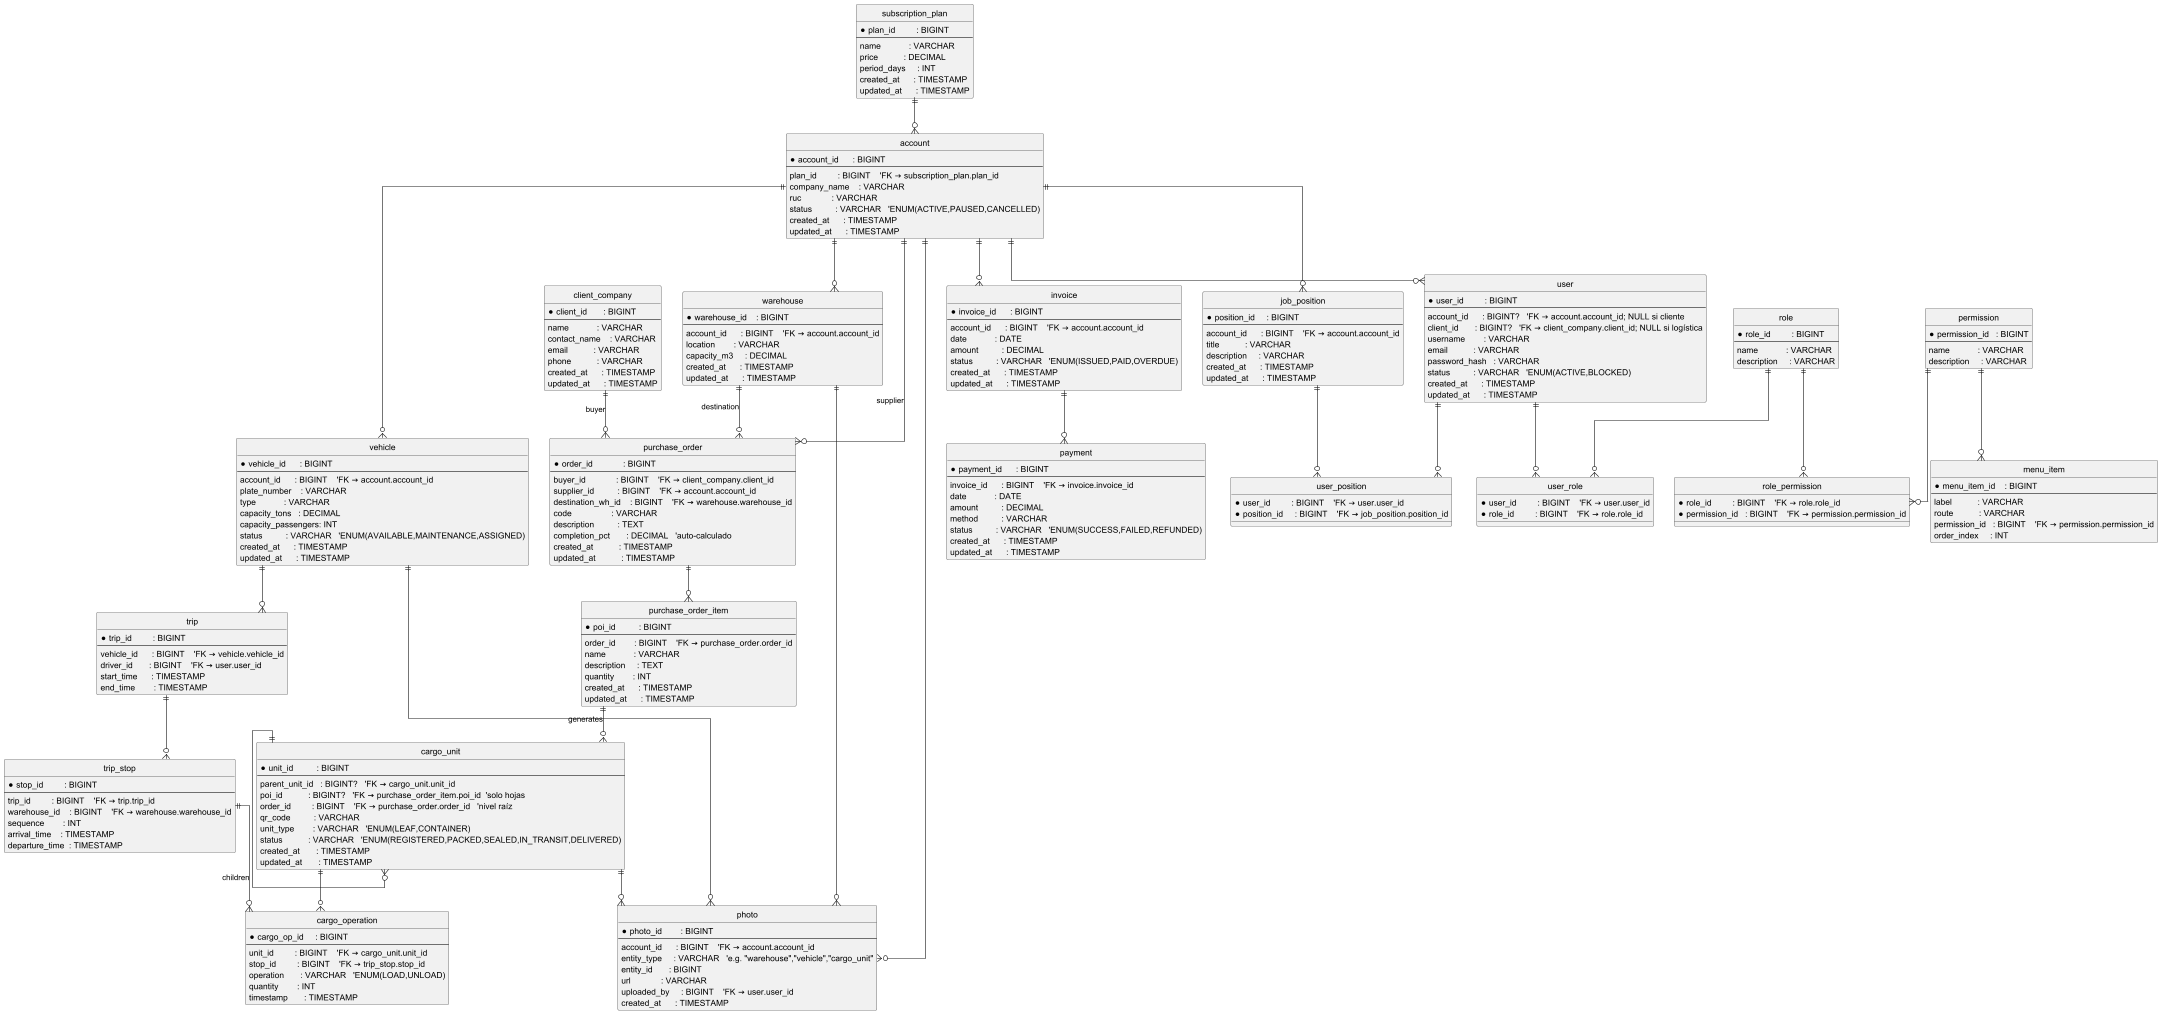 subscription_plan
plan_id : BIGINT
name : VARCHAR
price : DECIMAL
period_days : INT
created_at : TIMESTAMP
updated_at : TIMESTAMP
account
account_id : BIGINT
plan_id : BIGINT 'FK → subscription_plan.plan_id
company_name : VARCHAR
ruc : VARCHAR
status : VARCHAR 'ENUM(ACTIVE,PAUSED,CANCELLED)
created_at : TIMESTAMP
updated_at : TIMESTAMP
client_company
client_id : BIGINT
name : VARCHAR
contact_name : VARCHAR
email : VARCHAR
phone : VARCHAR
created_at : TIMESTAMP
updated_at : TIMESTAMP
warehouse
warehouse_id : BIGINT
account_id : BIGINT 'FK → account.account_id
location : VARCHAR
capacity_m3 : DECIMAL
created_at : TIMESTAMP
updated_at : TIMESTAMP
invoice
invoice_id : BIGINT
account_id : BIGINT 'FK → account.account_id
date : DATE
amount : DECIMAL
status : VARCHAR 'ENUM(ISSUED,PAID,OVERDUE)
created_at : TIMESTAMP
updated_at : TIMESTAMP
job_position
position_id : BIGINT
account_id : BIGINT 'FK → account.account_id
title : VARCHAR
description : VARCHAR
created_at : TIMESTAMP
updated_at : TIMESTAMP
user
user_id : BIGINT
account_id : BIGINT? 'FK → account.account_id; NULL si cliente
client_id : BIGINT? 'FK → client_company.client_id; NULL si logística
username : VARCHAR
email : VARCHAR
password_hash : VARCHAR
status : VARCHAR 'ENUM(ACTIVE,BLOCKED)
created_at : TIMESTAMP
updated_at : TIMESTAMP
role
role_id : BIGINT
name : VARCHAR
description : VARCHAR
permission
permission_id : BIGINT
name : VARCHAR
description : VARCHAR
buyer
destination
supplier
vehicle
vehicle_id : BIGINT
account_id : BIGINT 'FK → account.account_id
plate_number : VARCHAR
type : VARCHAR
capacity_tons : DECIMAL
capacity_passengers: INT
status : VARCHAR 'ENUM(AVAILABLE,MAINTENANCE,ASSIGNED)
created_at : TIMESTAMP
updated_at : TIMESTAMP
purchase_order
order_id : BIGINT
buyer_id : BIGINT 'FK → client_company.client_id
supplier_id : BIGINT 'FK → account.account_id
destination_wh_id : BIGINT 'FK → warehouse.warehouse_id
code : VARCHAR
description : TEXT
completion_pct : DECIMAL 'auto-calculado
created_at : TIMESTAMP
updated_at : TIMESTAMP
payment
payment_id : BIGINT
invoice_id : BIGINT 'FK → invoice.invoice_id
date : DATE
amount : DECIMAL
method : VARCHAR
status : VARCHAR 'ENUM(SUCCESS,FAILED,REFUNDED)
created_at : TIMESTAMP
updated_at : TIMESTAMP
user_position
user_id : BIGINT 'FK → user.user_id
position_id : BIGINT 'FK → job_position.position_id
user_role
user_id : BIGINT 'FK → user.user_id
role_id : BIGINT 'FK → role.role_id
role_permission
role_id : BIGINT 'FK → role.role_id
permission_id : BIGINT 'FK → permission.permission_id
menu_item
menu_item_id : BIGINT
label : VARCHAR
route : VARCHAR
permission_id : BIGINT 'FK → permission.permission_id
order_index : INT
trip
trip_id : BIGINT
vehicle_id : BIGINT 'FK → vehicle.vehicle_id
driver_id : BIGINT 'FK → user.user_id
start_time : TIMESTAMP
end_time : TIMESTAMP
purchase_order_item
poi_id : BIGINT
order_id : BIGINT 'FK → purchase_order.order_id
name : VARCHAR
description : TEXT
quantity : INT
created_at : TIMESTAMP
updated_at : TIMESTAMP
generates
trip_stop
stop_id : BIGINT
trip_id : BIGINT 'FK → trip.trip_id
warehouse_id : BIGINT 'FK → warehouse.warehouse_id
sequence : INT
arrival_time : TIMESTAMP
departure_time : TIMESTAMP
cargo_unit
unit_id : BIGINT
parent_unit_id : BIGINT? 'FK → cargo_unit.unit_id
poi_id : BIGINT? 'FK → purchase_order_item.poi_id 'solo hojas
order_id : BIGINT 'FK → purchase_order.order_id 'nivel raíz
qr_code : VARCHAR
unit_type : VARCHAR 'ENUM(LEAF,CONTAINER)
status : VARCHAR 'ENUM(REGISTERED,PACKED,SEALED,IN_TRANSIT,DELIVERED)
created_at : TIMESTAMP
updated_at : TIMESTAMP
children
cargo_operation
cargo_op_id : BIGINT
unit_id : BIGINT 'FK → cargo_unit.unit_id
stop_id : BIGINT 'FK → trip_stop.stop_id
operation : VARCHAR 'ENUM(LOAD,UNLOAD)
quantity : INT
timestamp : TIMESTAMP
photo
photo_id : BIGINT
account_id : BIGINT 'FK → account.account_id
entity_type : VARCHAR 'e.g. "warehouse","vehicle","cargo_unit"
entity_id : BIGINT
url : VARCHAR
uploaded_by : BIGINT 'FK → user.user_id
created_at : TIMESTAMP